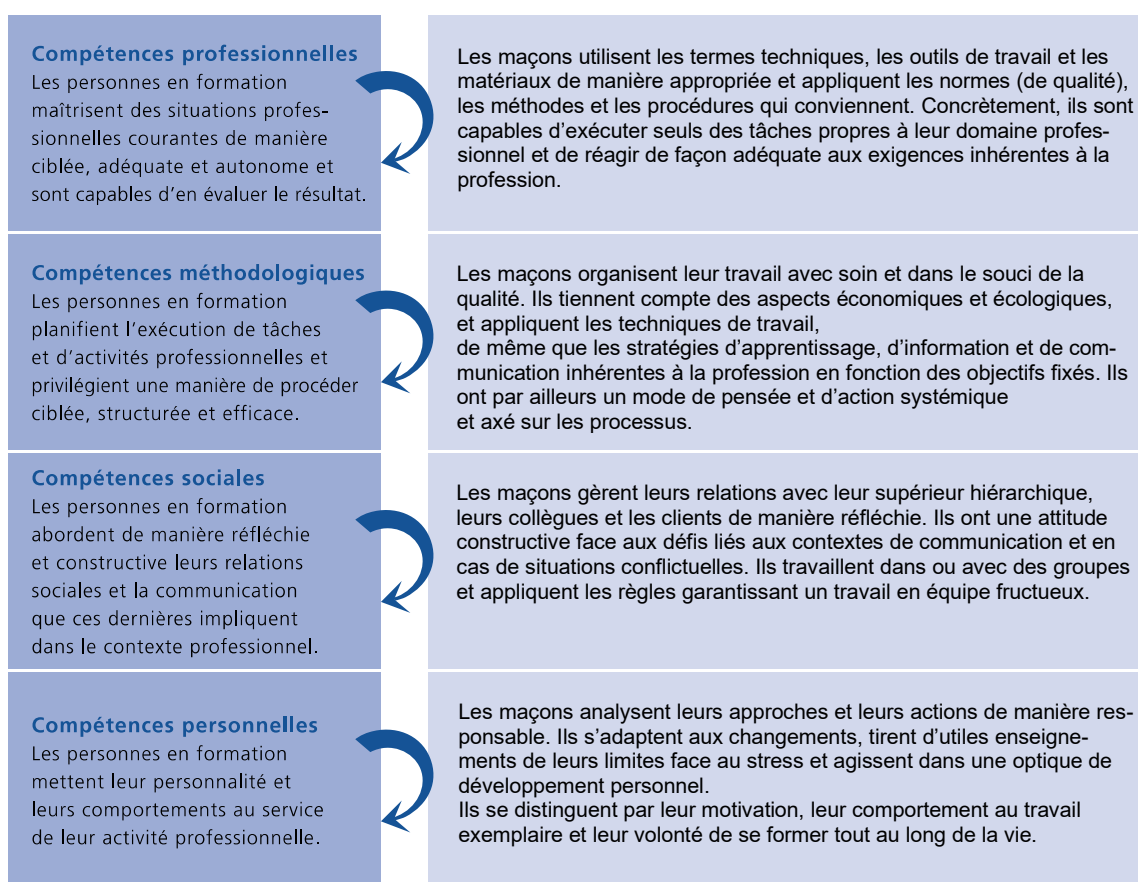 Compétences professionnelles
Les personnes en formation
maîtrisent des situations profes-
sionnelles courantes de manière
ciblée, adéquate et autonome et
sont capables d'en évaluer le résultat.
Les maçons utilisent les termes techniques, les outils de travail et les
matériaux de manière appropriée et appliquent les normes (de qualité),
les méthodes et les procédures qui conviennent. Concrètement, ils sont
capables d'exécuter seuls des tâches propres à leur domaine profes-
sionnel et de réagir de façon adéquate aux exigences inhérentes à la
profession.
Compétences méthodologiques
Les personnes en formation
planifient l'exécution de tâches
et d'activités professionnelles et
privilégient une manière de procéder
ciblée, structurée et efficace.
Les maçons organisent leur travail avec soin et dans le souci de la
qualité. Ils tiennent compte des aspects économiques et écologiques,
et appliquent les techniques de travail,
de même que les stratégies d'apprentissage, d'information et de com-
munication inhérentes à la profession en fonction des objectifs fixés. Ils
ont par ailleurs un mode de pensée et d'action systémique
et axé sur les processus.
Compétences sociales
Les personnes en formation
abordent de manière réfléchie
et constructive leurs relations
sociales et la communication
que ces dernières impliquent
dans le contexte professionnel.
Les maçons gèrent leurs relations avec leur supérieur hiérarchique,
leurs collègues et les clients de manière réfléchie. Ils ont une attitude
constructive face aux défis liés aux contextes de communication et en
cas de situations conflictuelles. Ils travaillent dans ou avec des groupes
et appliquent les règles garantissant un travail en équipe fructueux.
Compétences personnelles
Les personnes en formation
mettent leur personnalité et
leurs comportements au service
de leur activité professionnelle.
Les maçons analysent leurs approches et leurs actions de manière res-
ponsable. Ils s'adaptent aux changements, tirent d'utiles enseigne-
ments de leurs limites face au stress et agissent dans une optique de
développement personnel.
Ils se distinguent par leur motivation, leur comportement au travail
exemplaire et leur volonté de se former tout au long de la vie.